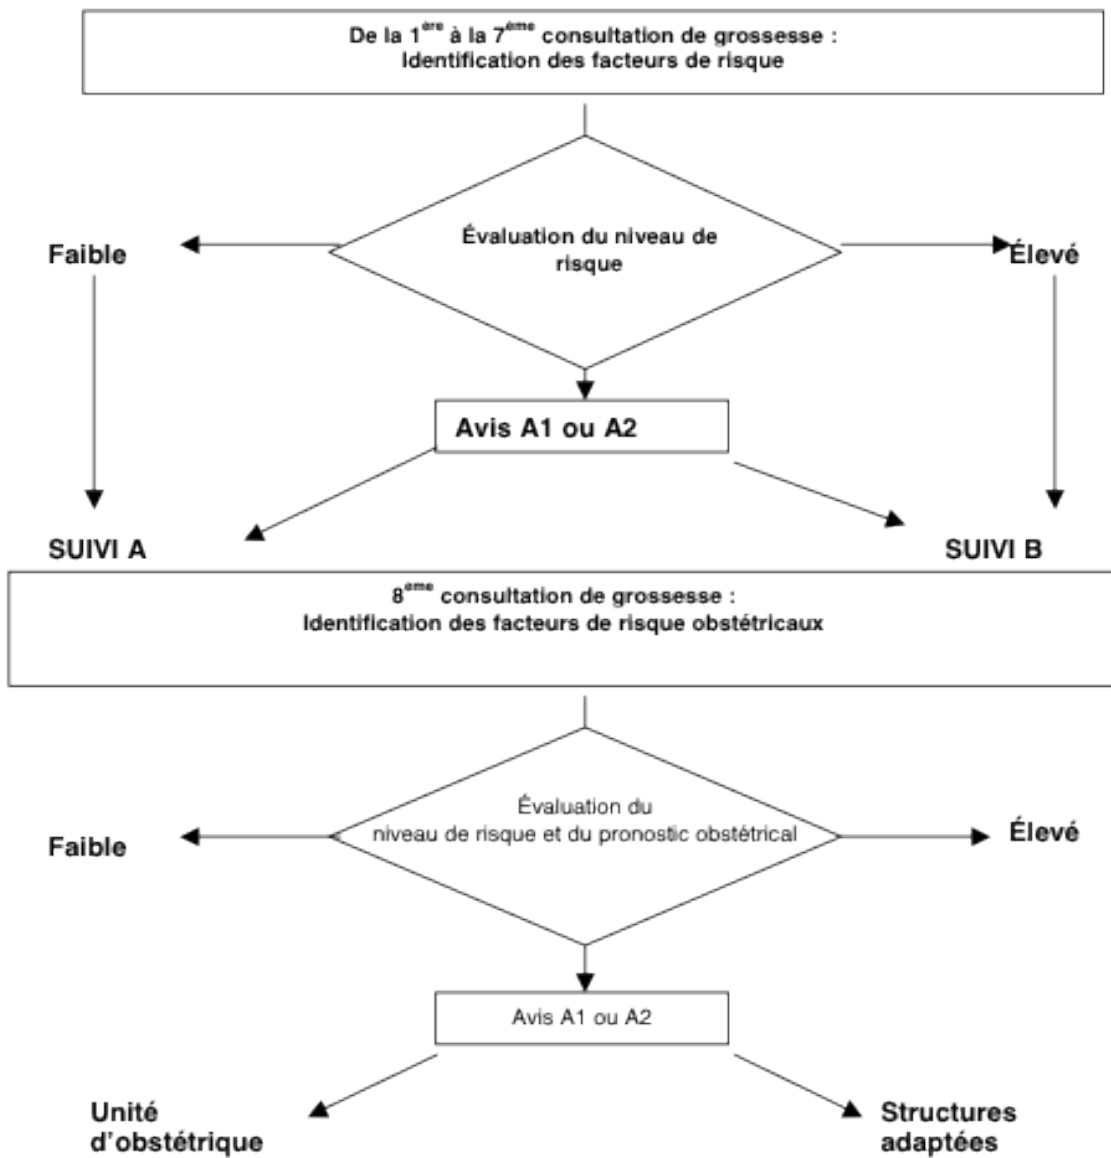 De la 1ère à la 7ème consultation de grossesse :
Identification des facteurs de risque
Évaluation du niveau de
risque
Faible
Élevé
Avis A1 ou A2
SUIVI A
SUIVI B
8ème consultation de grossesse :
Identification des facteurs de risque obstétricaux
Évaluation du
niveau de risque et du pronostic obstétrical
Faible
Élevé
Avis A1 ou A2
Unité
d'obstétrique
Structures
adaptées